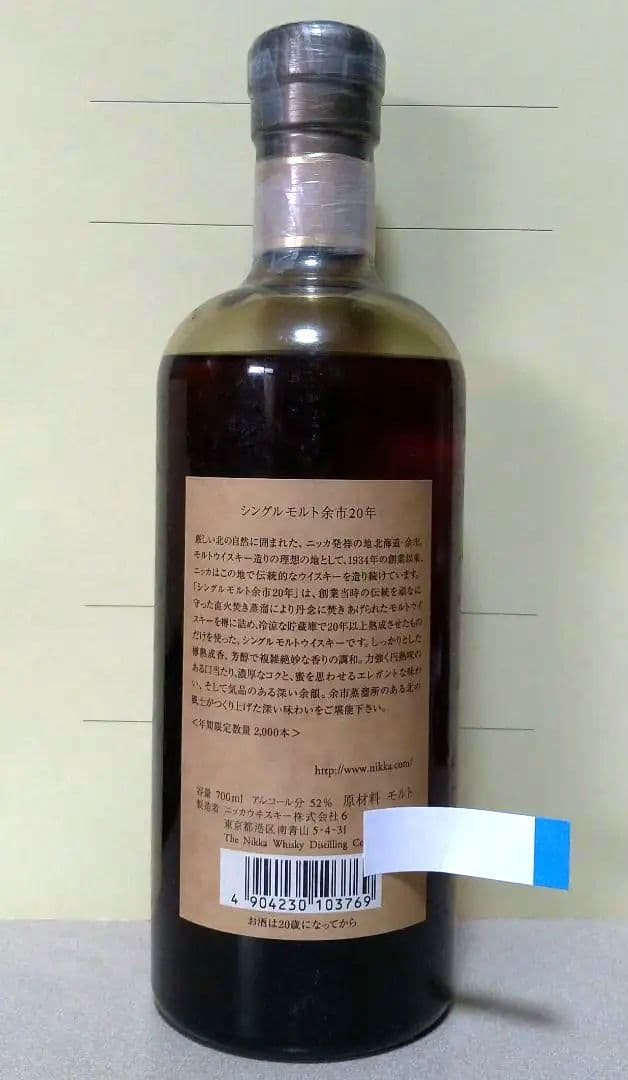 シングルモルト余市20年
厳しい北の自然に囲まれた、ニッカ発祥の地北海道・余市。
モルトウイスキー造りの理想の地として、1934年の創業以来、
ニッカはこの地で伝統的なウイスキーを造り続けています。
「シングルモルト余市20年」は、創業当時の伝統を頑なに
守った直火焚き蒸溜により丹念に焚きあげられたモルトウイ
スキーを樽に詰め、冷涼な貯蔵庫で20年以上熟成させたもの
だけを使った、シングルモルトウイスキーです。しっかりとした
樽熟成香、芳醇で複雑絶妙な香りの調和。力強く円熟味の
ある口当たり、濃厚なコクと、蜜を思わせるエレガントな味わ
い、そして気品のある深い余韻。余市蒸溜所のある北の
風土がつくり上げた深い味わいをご堪能下さい。
<年間限定数量 2,000本>
http://www.nikka.com/
容量 700ml アルコール分 52% 原材料 モルト
製造者 ニッカウヰスキー株式会社 6
東京都港区南青山 5-4-31
The Nikka Whisky Distilling Co
4 904230 103769
お酒は20歳になってから